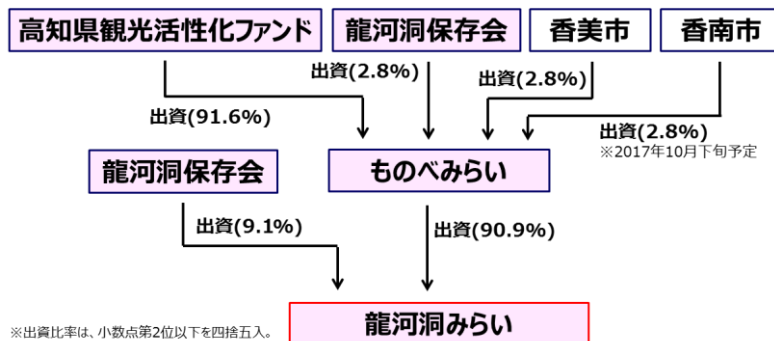 高知県観光活性化ファンド
龍河洞保存会
香美市
香南市
出資(91.6%)
出資(2.8%)
出資(2.8%)
出資(2.8%)
※2017年10月下旬予定
龍河洞保存会
ものべみらい
出資(9.1%)
出資(90.9%)
龍河洞みらい
※出資比率は、小数点第2位以下を四捨五入。